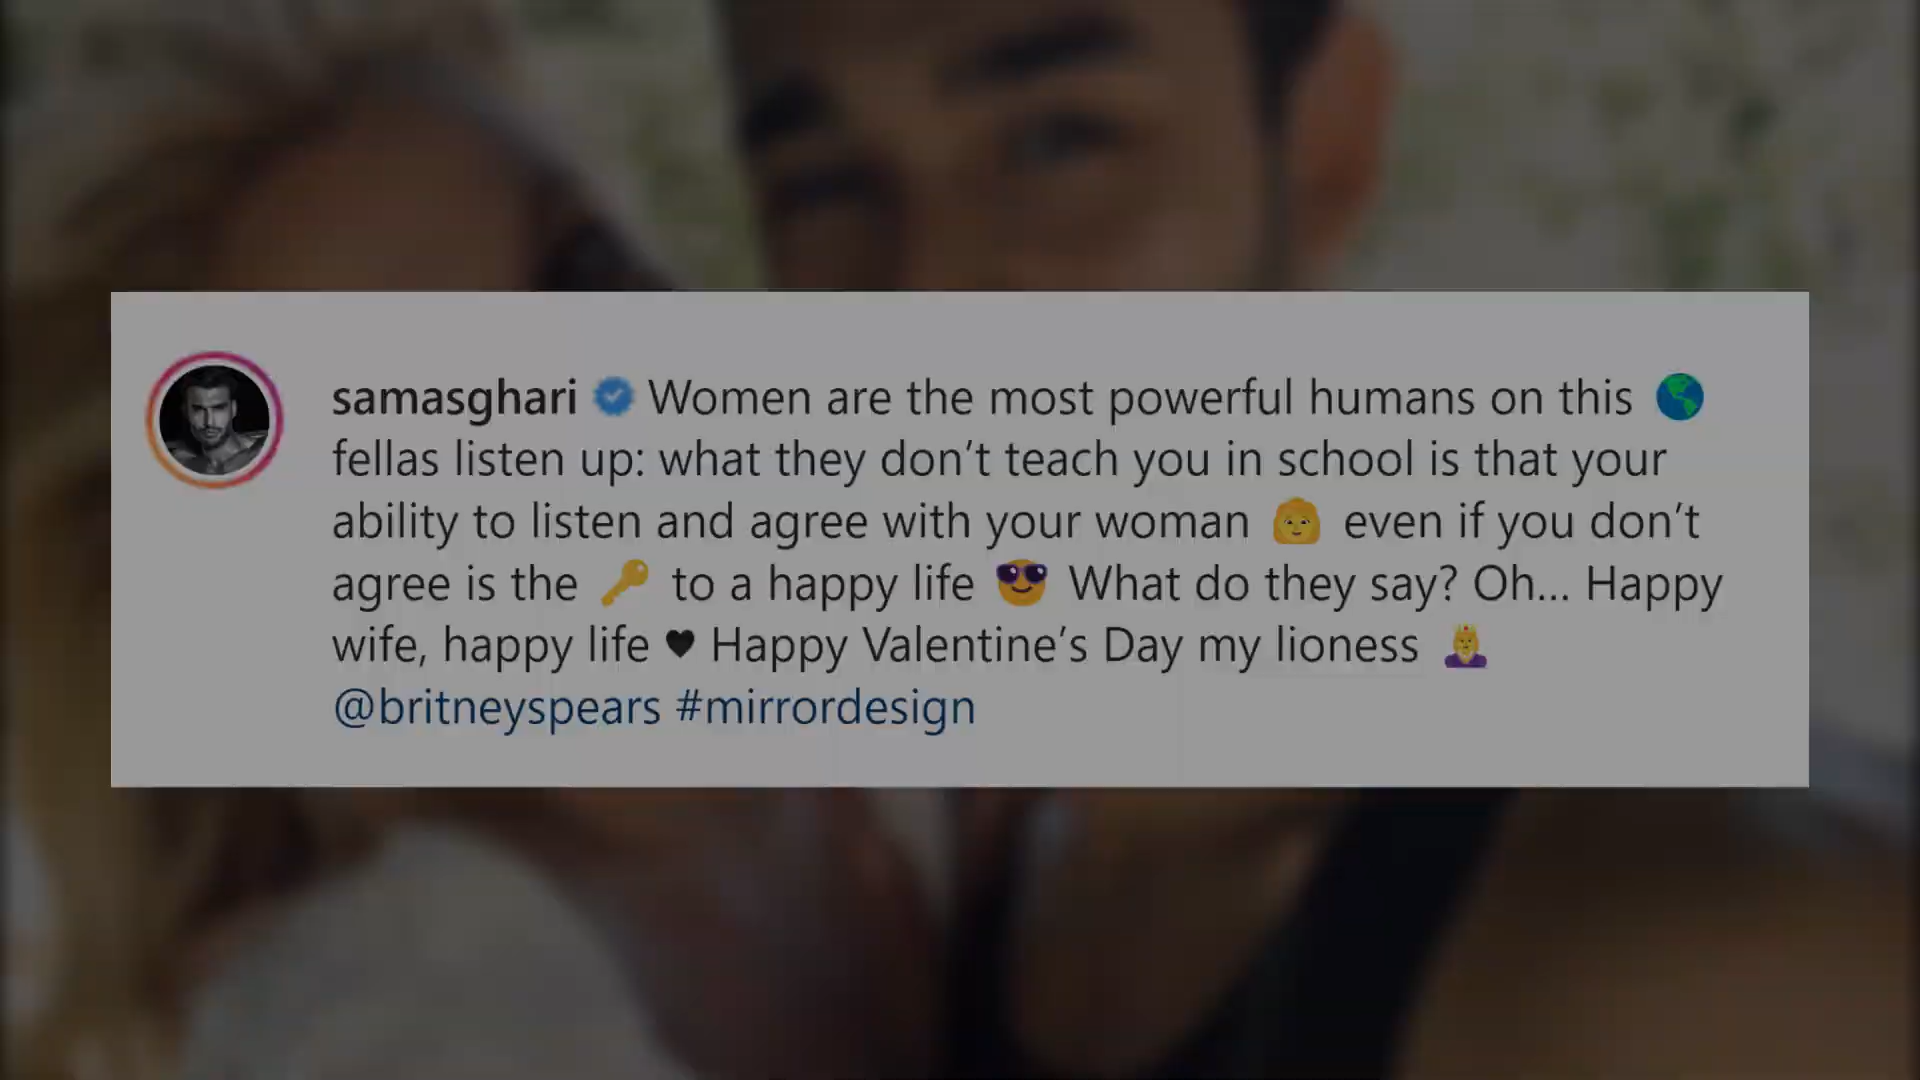 samasghari Women are the most powerful humans on this 🌎
fellas listen up: what they don’t teach you in school is that your
ability to listen and agree with your woman 👩 even if you don’t
agree is the 🔑 to a happy life 😎 What do they say? Oh... Happy
wife, happy life ♥ Happy Valentine’s Day my lioness 👸
@britneyspears #mirrordesign